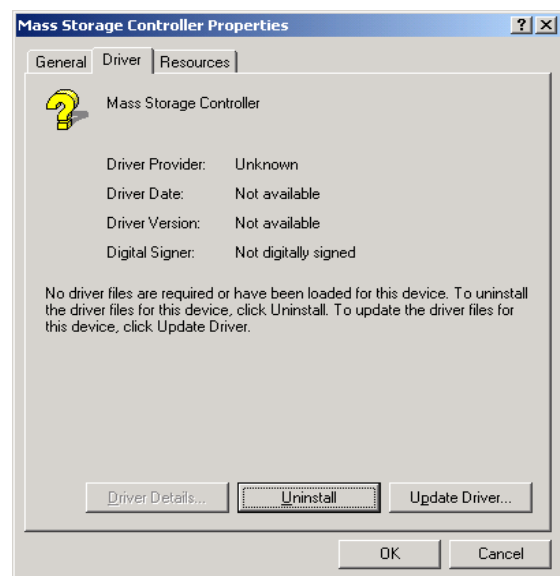 Mass Storage Controller Properties
? X
General Driver Resources
?
Mass Storage Controller
Driver Provider: Unknown
Driver Date: Not available
Driver Version: Not available
Digital Signer: Not digitally signed
No driver files are required or have been loaded for this device. To uninstall
the driver files for this device, click Uninstall. To update the driver files for
this device, click Update Driver.
Driver Details... Uninstall Update Driver...
OK Cancel